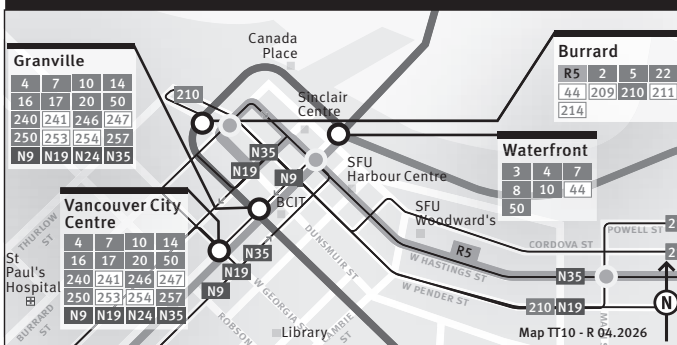 Canada
Place
Granville
4 7 10 14
16 17 20 50
240 241 246 247
250 253 254 257
N9 N19 N24 N35
210
Sinclair
Centre
Burrard
R5 2 5 22
44 209 210 211
214
N35
N19
N9
SFU
Harbour Centre
Waterfront
3 4 7
8 10 44
50
BCIT
SFU
Woodward's
Vancouver City
Centre
4 7 10 14
16 17 20 50
240 241 246 247
250 253 254 257
N9 N19 N24 N35
THURLOW
ST
St
Paul's
Hospital
BURRARD
ST
N35
N19
N9
DUNSMUIR ST
W GEORGIA ST
ROBSON
Library
R5
W HASTINGS ST
W PENDER ST
CORDOVA ST
POWELL ST
2
2
N35
210 N19
N
Map TT10 - R 04.2026